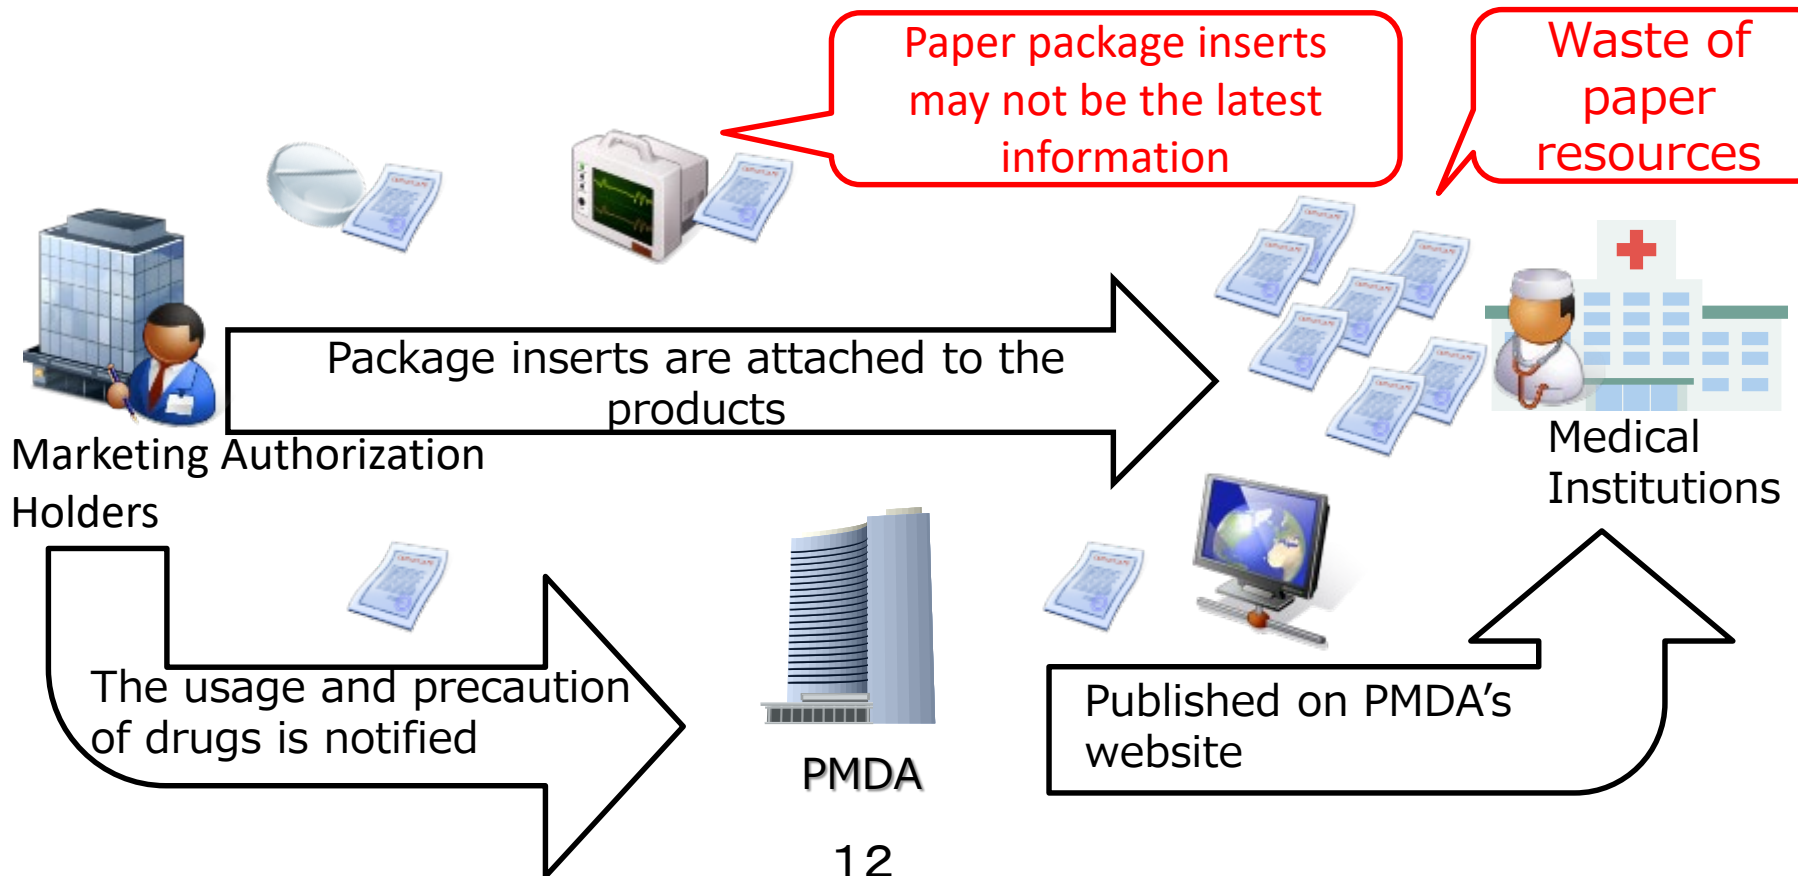 Paper package inserts
may not be the latest
information
Waste of
paper
resources
Package inserts are attached to the
products
Marketing Authorization
Holders
Medical
Institutions
The usage and precaution
of drugs is notified
PMDA
Published on PMDA’s
website
12